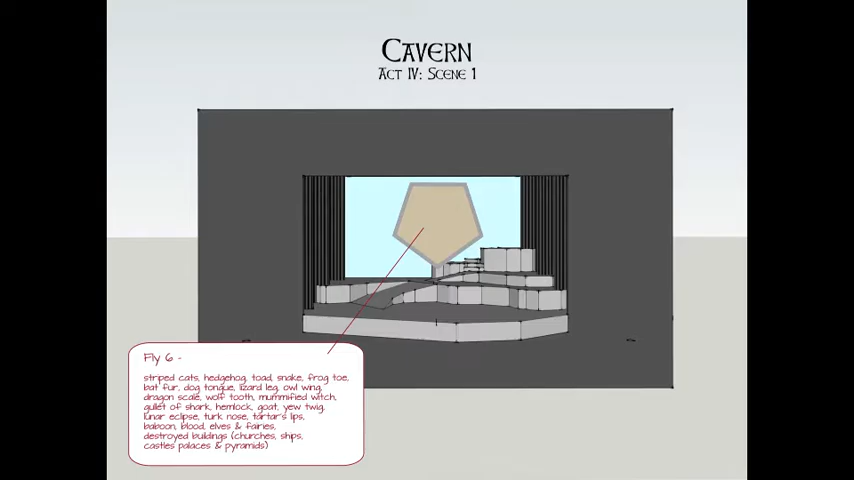 Cavern
Act IV: Scene 1
Fly 6 -
striped cats, hedgehog, toad, snake, frog toe,
bat fur, dog tongue, lizard leg, owl wing,
dragon scale, wolf tooth, mummified witch,
gullet of shark, hemlock, goat, yew twig,
lunar eclipse, turk nose, tartar's lips,
baboon, blood, elves & fairies,
destroyed buildings (churches, ships,
castles palaces & pyramids)